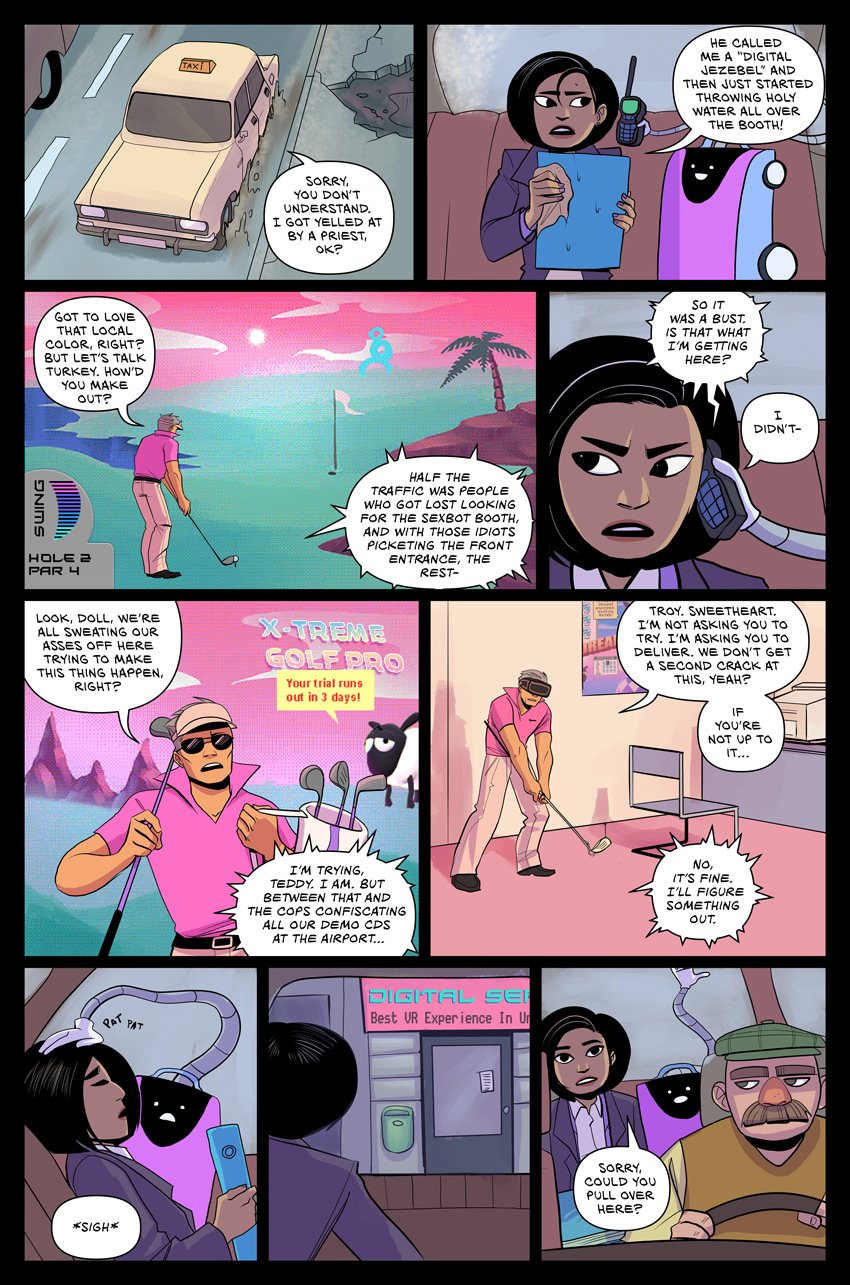 TAXI
SORRY,
YOU DON'T
UNDERSTAND.
I GOT YELLED AT
BY A PRIEST,
OK?
HE CALLED
ME A "DIGITAL
JEZEBEL" AND
THEN JUST STARTED
THROWING HOLY
WATER ALL OVER
THE BOOTH!
GOT TO LOVE
THAT LOCAL
COLOR, RIGHT?
BUT LET'S TALK
TURKEY. HOW'D
YOU MAKE
OUT?
SWING
HOLE 2
PAR 4
HALF THE
TRAFFIC WAS PEOPLE
WHO GOT LOST LOOKING
FOR THE SEXBOT BOOTH,
AND WITH THOSE IDIOTS
PICKETING THE FRONT
ENTRANCE, THE
REST-
SO IT
WAS A BUST.
IS THAT WHAT
I'M GETTING
HERE?
I
DIDN'T-
LOOK, DOLL, WE'RE
ALL SWEATING OUR
ASSES OFF HERE
TRYING TO MAKE
THIS THING HAPPEN,
RIGHT?
X-TREME
GOLF PRO
Your trial runs
out in 3 days!
I'M TRYING,
TEDDY. I AM. BUT
BETWEEN THAT AND
THE COPS CONFISCATING
ALL OUR DEMO CDS
AT THE AIRPORT...
TROY. SWEETHEART.
I'M NOT ASKING YOU TO
TRY. I'M ASKING YOU TO
DELIVER. WE DON'T GET
A SECOND CRACK AT
THIS, YEAH?
IF
YOU'RE
NOT UP TO
IT...
NO,
IT'S FINE.
I'LL FIGURE
SOMETHING
OUT.
PAT PAT
*SIGH*
DIGITAL SE
Best VR Experience In Un
SORRY,
COULD YOU
PULL OVER
HERE?